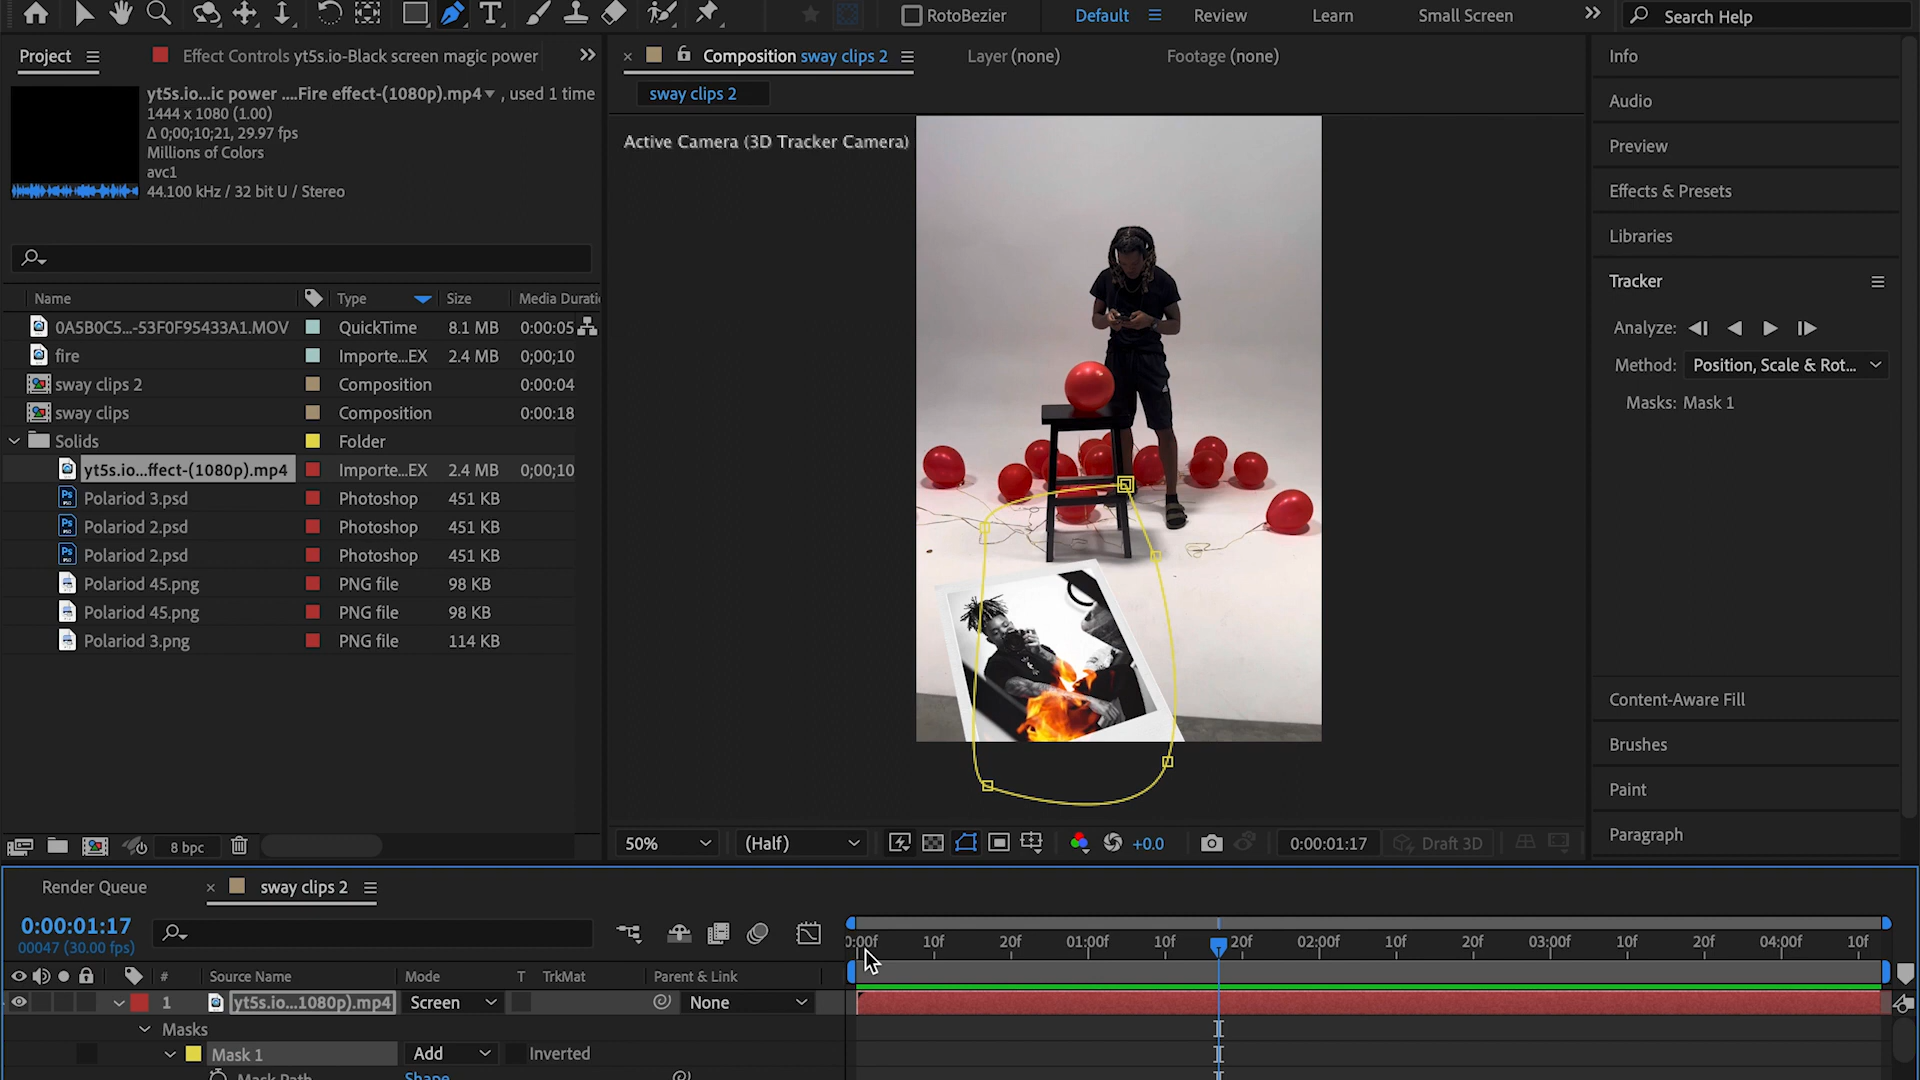 RotoBezier
Default
Review
Learn
Small Screen
Search Help
Project
Effect Controls yt5s.io-Black screen magic power
Composition sway clips 2
Layer (none)
Footage (none)
Info
yt5s.io...ic power ....Fire effect-(1080p).mp4 , used 1 time
1444 x 1080 (1.00)
Δ 0;00;10;21, 29.97 fps
Millions of Colors
avc1
44.100 kHz / 32 bit U / Stereo
sway clips 2
Active Camera (3D Tracker Camera)
Audio
Preview
Effects & Presets
Libraries
Tracker
Analyze:
Method: Position, Scale & Rot...
Masks: Mask 1
Content-Aware Fill
Brushes
Paint
Paragraph
Name Type Size Media Durati
0A5B0C5...-53F0F95433A1.MOV QuickTime 8.1 MB 0:00:05
fire Importe...EX 2.4 MB 0;00;10
sway clips 2 Composition 0:00:04
sway clips Composition 0:00:18
Solids Folder
yt5s.io...ffect-(1080p).mp4 Importe...EX 2.4 MB 0;00;10
Ps Polariod 3.psd Photoshop 451 KB
Ps Polariod 2.psd Photoshop 451 KB
Ps Polariod 2.psd Photoshop 451 KB
Polariod 45.png PNG file 98 KB
Polariod 45.png PNG file 98 KB
Polariod 3.png PNG file 114 KB
8 bpc
50%
(Half)
+0.0
0:00:01:17
Draft 3D
Render Queue
sway clips 2
0:00:01:17
00047 (30.00 fps)
0:00f 10f 20f 01:00f 10f 20f 02:00f 10f 20f 03:00f 10f 20f 04:00f 10f
# Source Name Mode T TrkMat Parent & Link
1 yt5s.io...1080p).mp4 Screen None
Masks
Mask 1 Add Inverted
Mask Path Shape